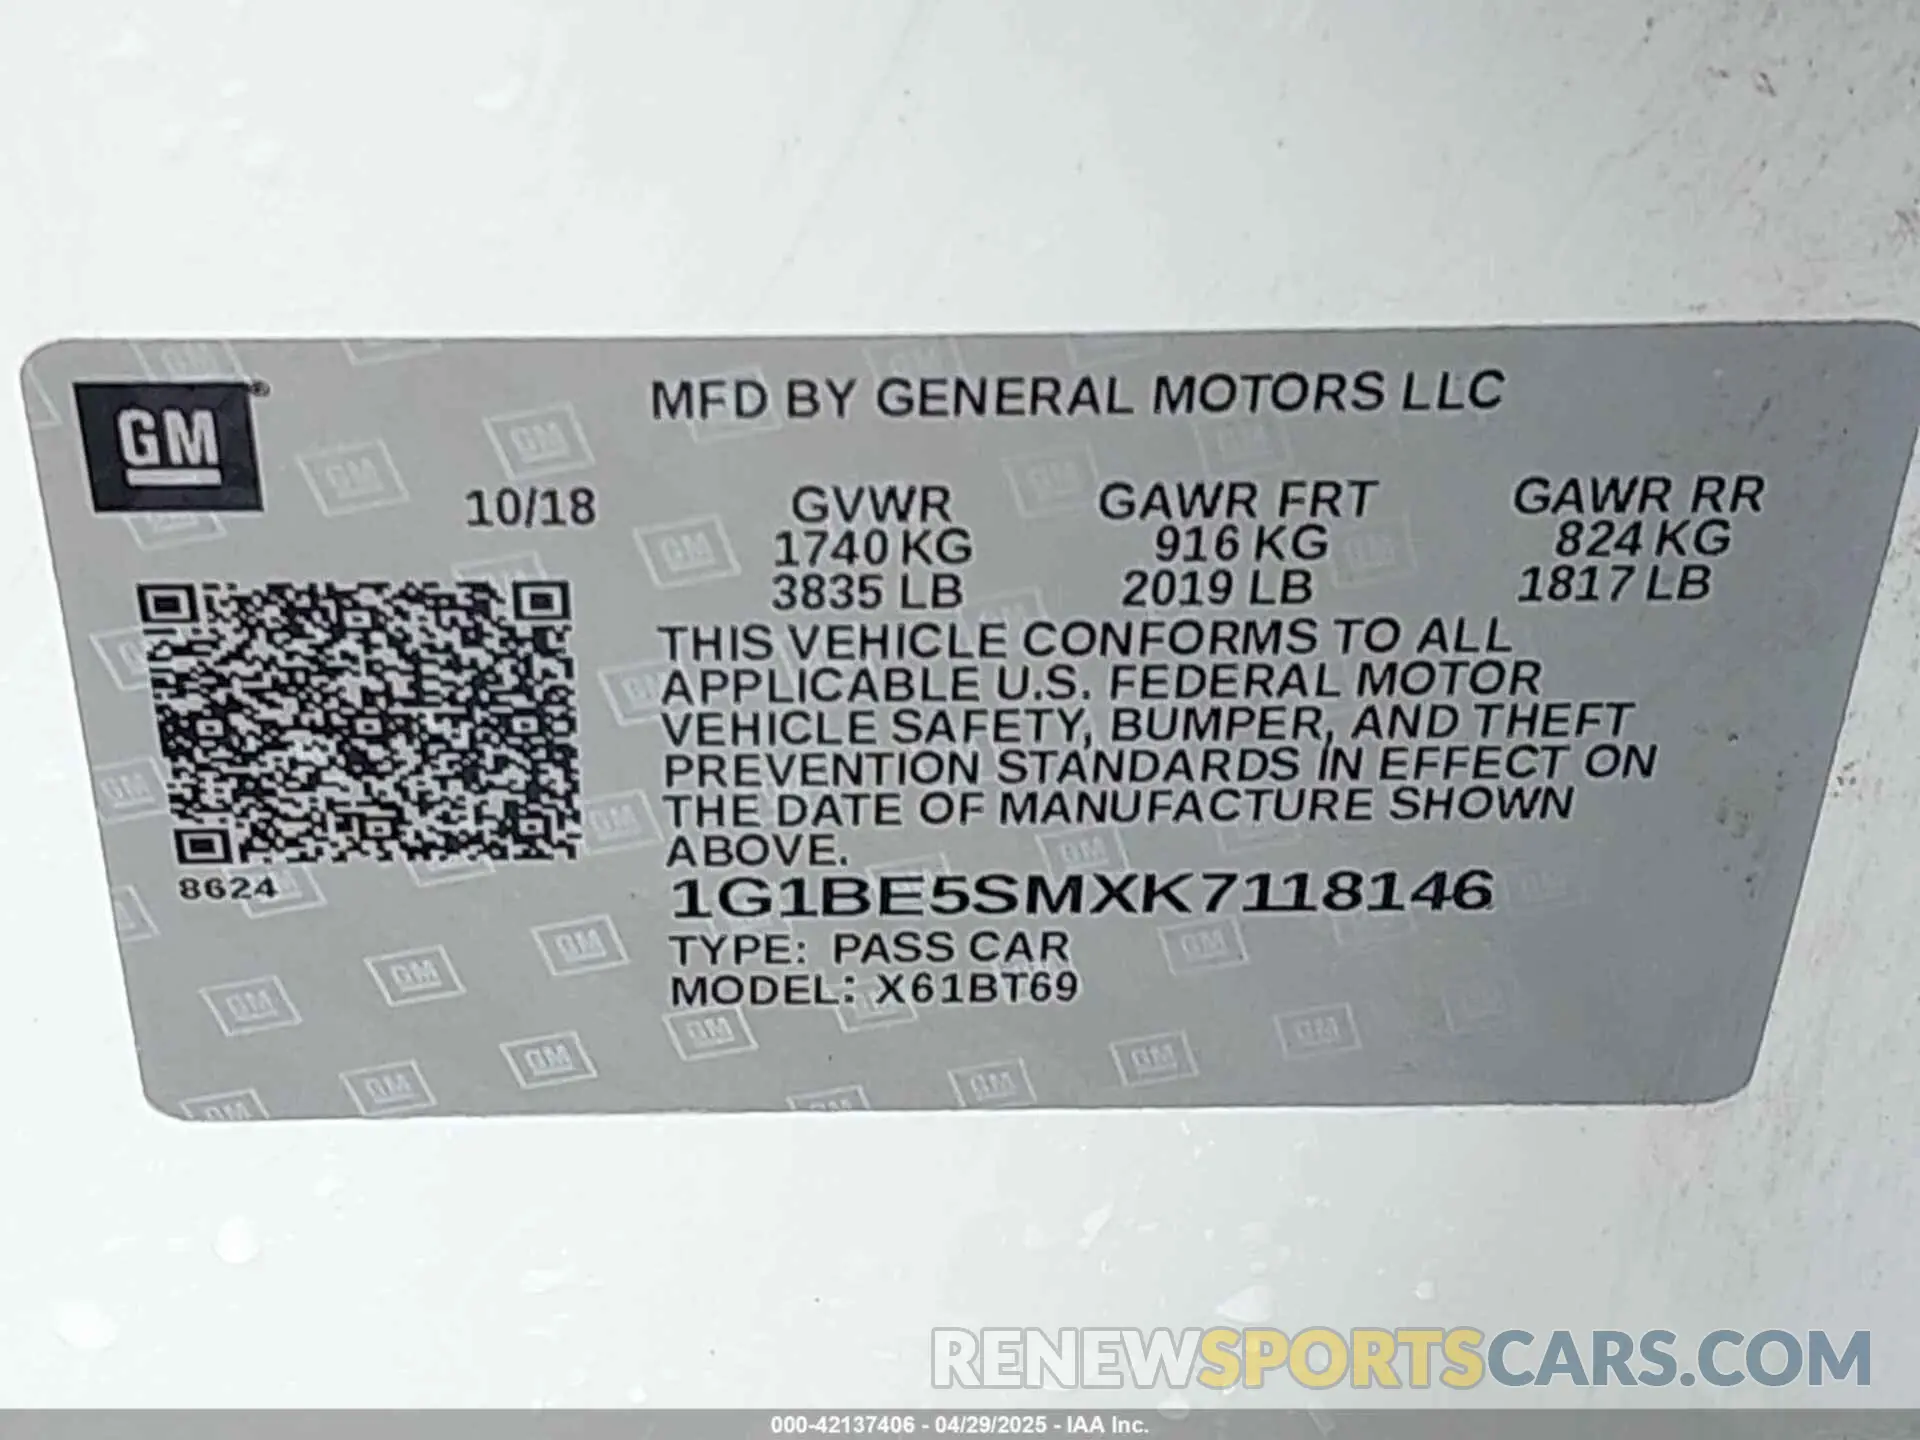 GM®
MFD BY GENERAL MOTORS LLC
10/18
GVWR GAWR FRT GAWR RR
1740 KG 916 KG 824 KG
3835 LB 2019 LB 1817 LB
THIS VEHICLE CONFORMS TO ALL
APPLICABLE U.S. FEDERAL MOTOR
VEHICLE SAFETY, BUMPER, AND THEFT
PREVENTION STANDARDS IN EFFECT ON
THE DATE OF MANUFACTURE SHOWN
ABOVE.
8624
1G1BE5SMXK7118146
TYPE: PASS CAR
MODEL: X61BT69
RENEWSPORTSCARS.COM
000-42137406 - 04/29/2025 - IAA Inc.